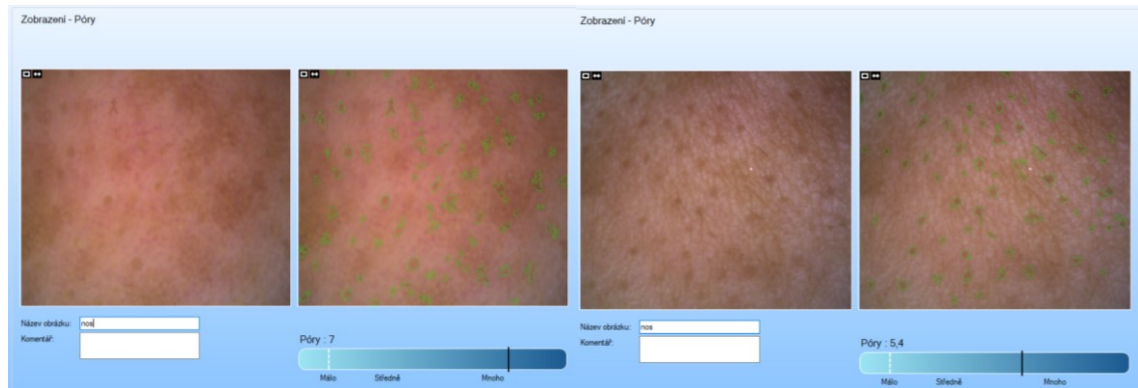 Zobrazení - Póry
Název obrázku: nos
Komentář:
Póry : 7
Málo Středně Mnoho
Zobrazení - Póry
Název obrázku: nos
Komentář:
Póry : 5,4
Málo Středně Mnoho